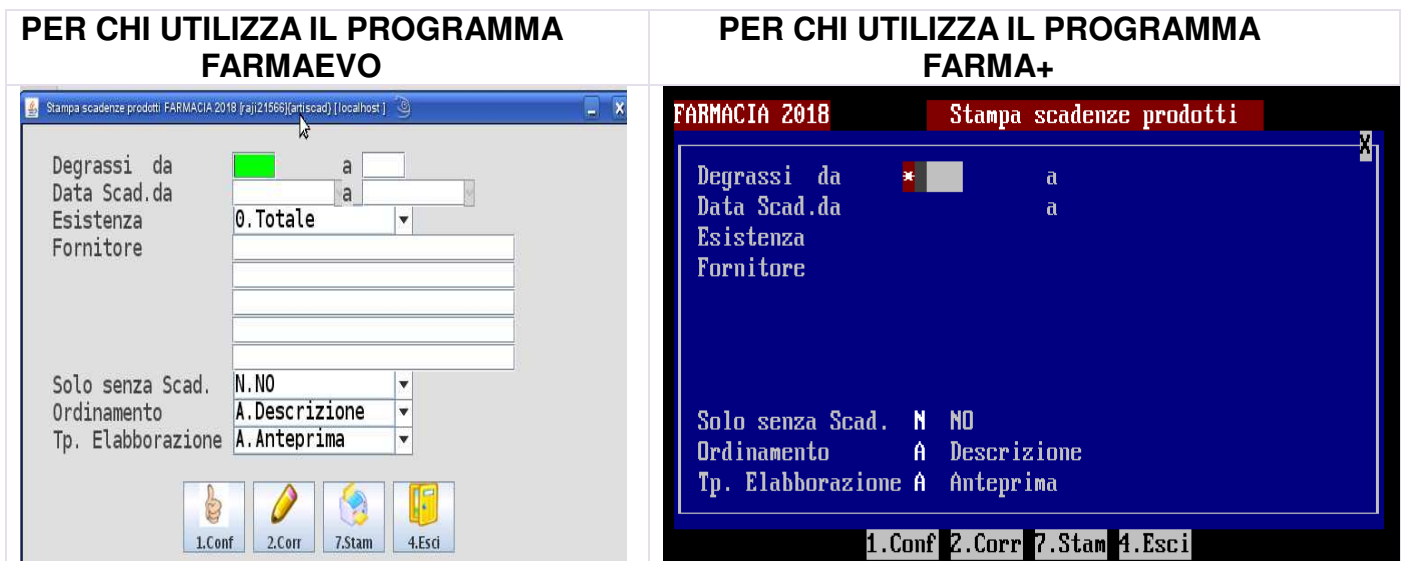 PER CHI UTILIZZA IL PROGRAMMA
FARMAEVO
Stampa scadenze prodotti FARMACIA 2018 [raji21566](artiscad) [localhost ]
Degrassi da a
Data Scad.da a
Esistenza 0.Totale
Fornitore
Solo senza Scad. N.NO
Ordinamento A.Descrizione
Tp. Elabborazione A.Anteprima
1.Conf 2.Corr 7.Stam 4.Esci
PER CHI UTILIZZA IL PROGRAMMA
FARMA+
FARMACIA 2018 Stampa scadenze prodotti
X
Degrassi da * a
Data Scad.da a
Esistenza
Fornitore
Solo senza Scad. N NO
Ordinamento A Descrizione
Tp. Elabborazione A Anteprima
1.Conf 2.Corr 7.Stam 4.Esci